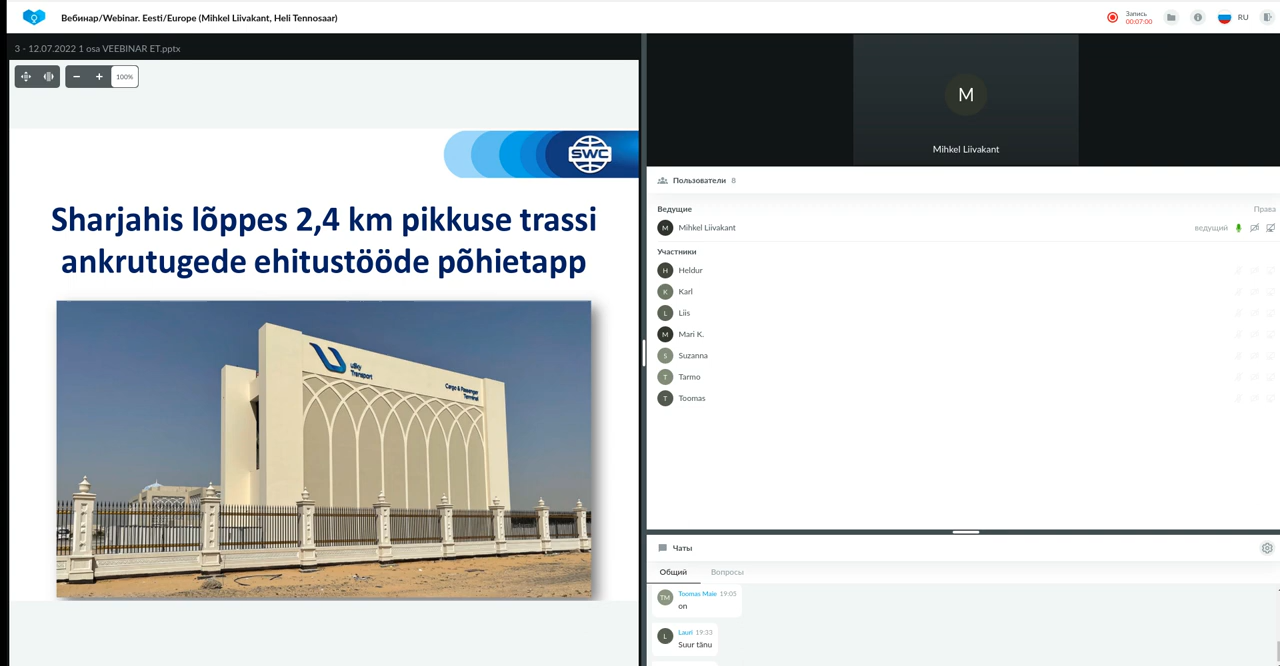 Вебинар/Webinar. Eesti/Europe (Mihkel Liivakant, Heli Tennosaar)
Запись
00:07:00
RU
3 - 12.07.2022 1 osa VEEBINAR ET.pptx
100%
SWC
Sharjahis lõppes 2,4 km pikkuse trassi
ankrutugede ehitustööde põhietapp
uSky
Transport
Cargo & Passenger
Terminal
M
Mihkel Liivakant
Пользователи 8
Ведущие
Права
M Mihkel Liivakant
ведущий
Участники
H Heldur
K Karl
L Liis
M Mari K.
S Suzanna
T Tarmo
T Toomas
Чаты
Общий
Вопросы
TM Toomas Maie 19:05
on
L Lauri 19:33
Suur tänu